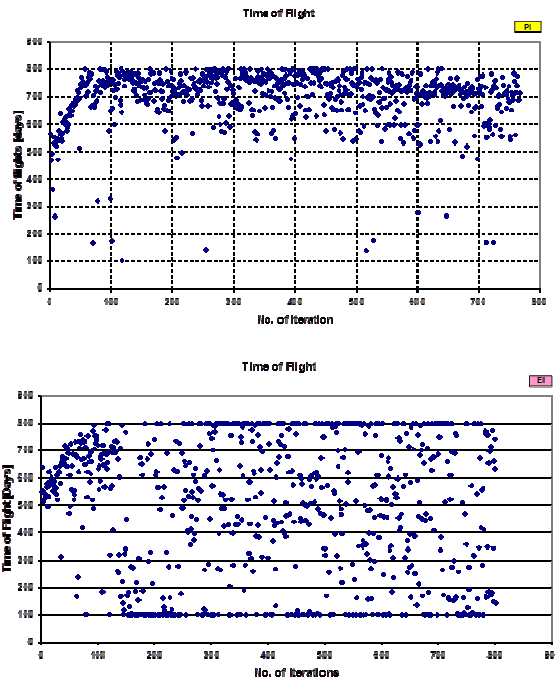 Time of Flight
PI
900
800
700
600
500
400
300
200
100
0
Time of flights [days]
0 100 200 300 400 500 600 700 800
No. of Iteration
Time of Flight
EI
900
800
700
600
500
400
300
200
100
0
Time of Flight [Days]
0 100 200 300 400 500 600 700 800 90
No. of Iterations